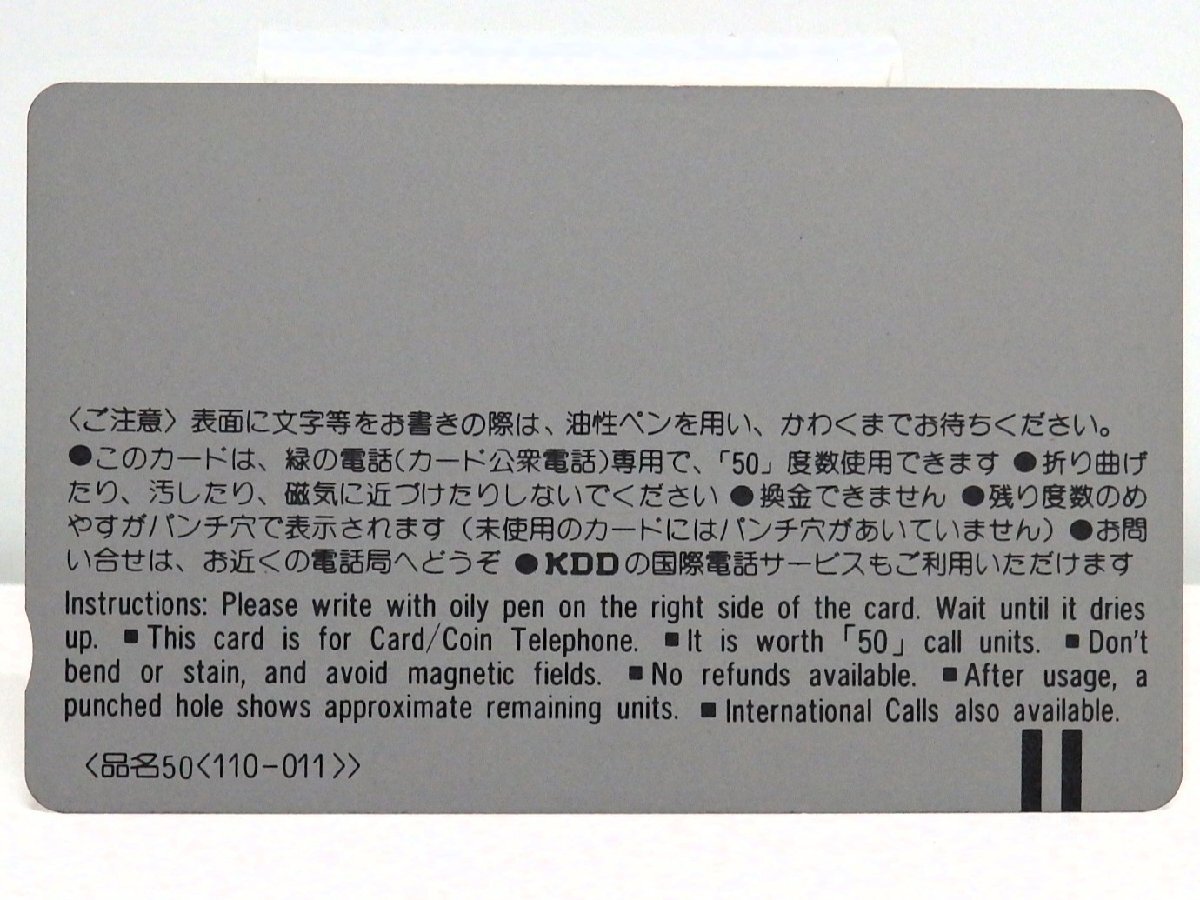 〈ご注意〉表面に文字等をお書きの際は、油性ペンを用い、かわくまでお待ちください。
●このカードは、緑の電話(カード公衆電話)専用で、「50」度数使用できます ●折り曲げ
たり、汚したり、磁気に近づけたりしないでください ●換金できません ●残り度数のめ
やすがパンチ穴で表示されます（未使用のカードにはパンチ穴があいていません）●お問
い合せは、お近くの電話局へどうぞ ●KDDの国際電話サービスもご利用いただけます
Instructions: Please write with oily pen on the right side of the card. Wait until it dries
up. ■This card is for Card/Coin Telephone. ■It is worth「50」call units. ■Don't
bend or stain, and avoid magnetic fields. ■No refunds available. ■After usage, a
punched hole shows approximate remaining units. ■International Calls also available.
〈品名50〈110-011〉〉